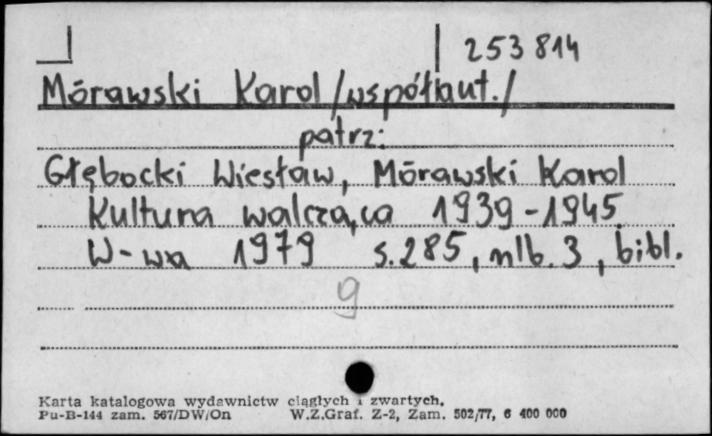 253 814
Mórawski Karol /współaut./
patrz:
Głębocki Wiesław, Mórawski Karol
Kultura walcząca 1939-1945
W-wa 1979 s.285, nlb. 3, bibl.
9
Karta katalogowa wydawnictw ciągłych i zwartych.
Pu-B-144 zam. 567/DW/On W.Z.Graf. Z-2, Zam. 502/77, 6 400 000